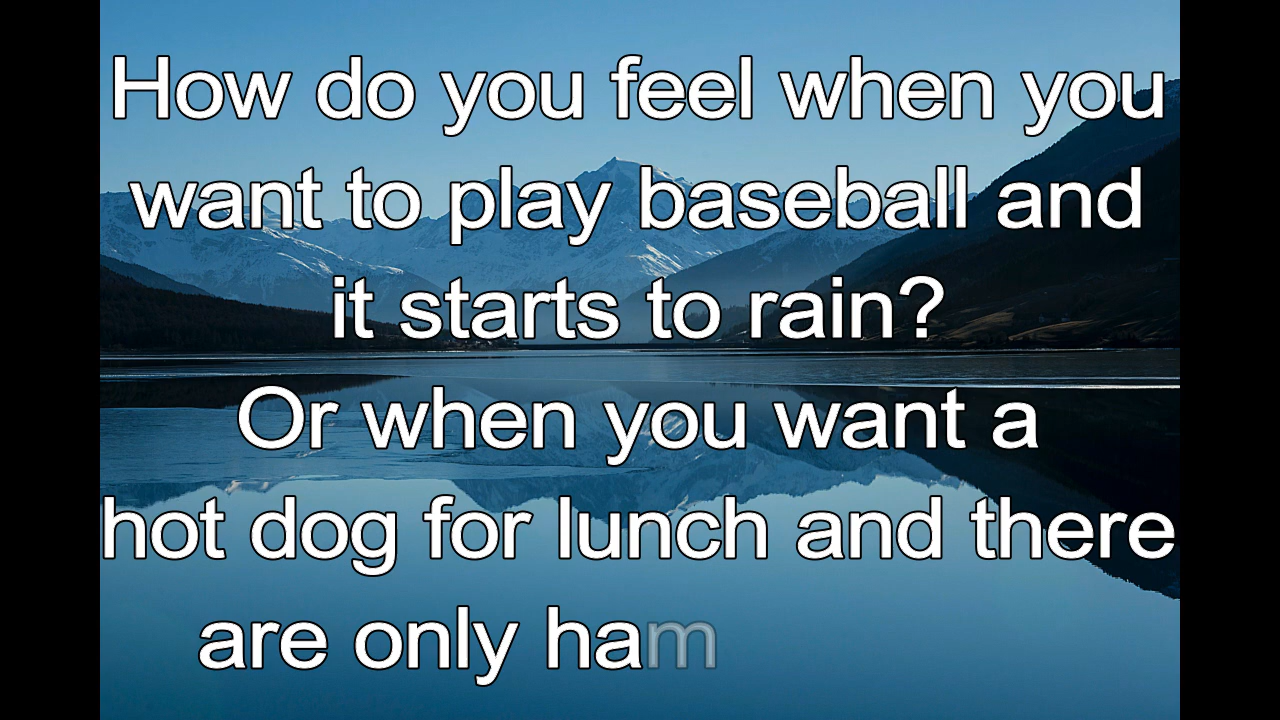 How do you feel when you
want to play baseball and
it starts to rain?
Or when you want a
hot dog for lunch and there
are only ham